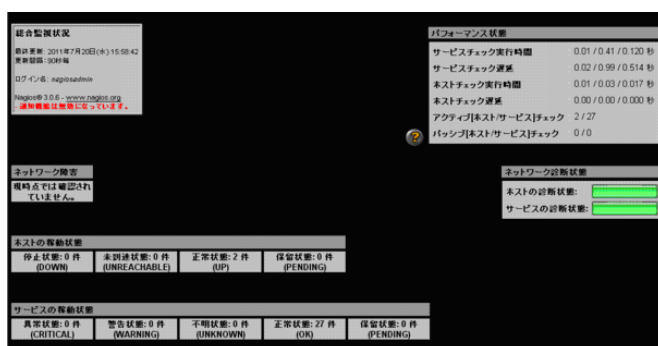 総合監視状況
最終更新: 2011年7月20日(水) 15:58:42
更新間隔: 90秒毎
ログイン名: nagiosadmin
Nagios® 3.0.6 - www.nagios.org
- 通知機能は無効になっています。
パフォーマンス状態
サービスチェック実行時間 0.01 / 0.41 / 0.120 秒
サービスチェック遅延 0.02 / 0.99 / 0.514 秒
ホストチェック実行時間 0.01 / 0.03 / 0.017 秒
ホストチェック遅延 0.00 / 0.00 / 0.000 秒
アクティブ[ホスト/サービス]チェック 2 / 27
パッシブ[ホスト/サービス]チェック 0 / 0
?
ネットワーク障害
現時点では確認され
ていません。
ネットワーク診断状態
ホストの診断状態:
サービスの診断状態:
ホストの稼動状態
停止状態: 0 件 未到達状態: 0 件 正常状態: 2 件 保留状態: 0 件
(DOWN) (UNREACHABLE) (UP) (PENDING)
サービスの稼動状態
異常状態: 0 件 警告状態: 0 件 不明状態: 0 件 正常状態: 27 件 保留状態: 0 件
(CRITICAL) (WARNING) (UNKNOWN) (OK) (PENDING)